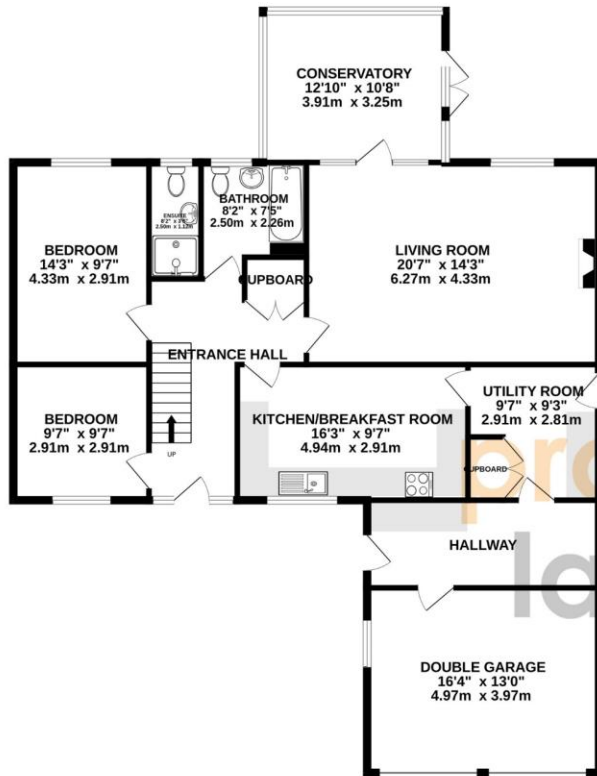 CONSERVATORY
12'10" x 10'8"
3.91m x 3.25m
ENSUITE
BATHROOM
8'2" x 7'5"
2.50m x 2.26m
BEDROOM
14'3" x 9'7"
4.33m x 2.91m
LIVING ROOM
20'7" x 14'3"
6.27m x 4.33m
CUPBOARD
ENTRANCE HALL
BEDROOM
9'7" x 9'7"
2.91m x 2.91m
UP
KITCHEN/BREAKFAST ROOM
16'3" x 9'7"
4.94m x 2.91m
UTILITY ROOM
9'7" x 9'3"
2.91m x 2.81m
CUPBOARD
pro
la
HALLWAY
DOUBLE GARAGE
16'4" x 13'0"
4.97m x 3.97m